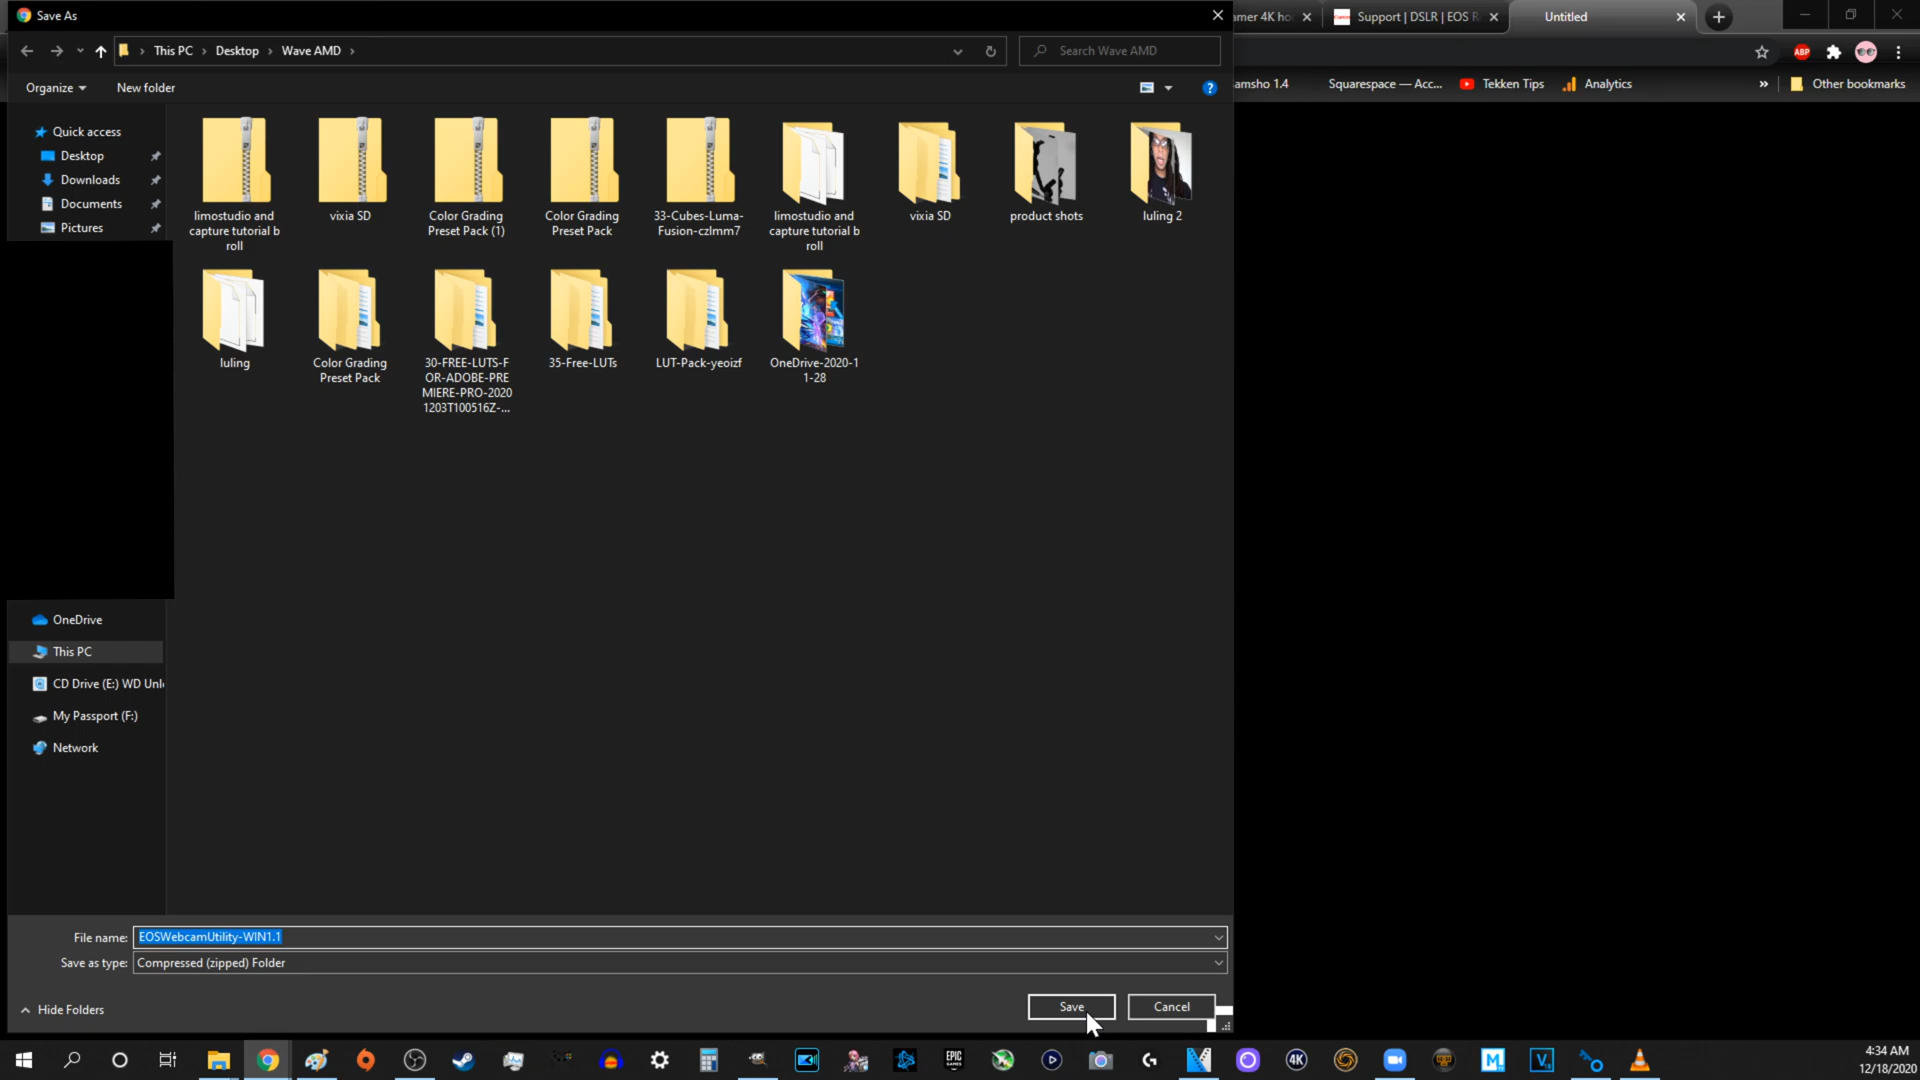 Save As
amer 4K ho
Support | DSLR | EOS R
Untitled
This PC
Desktop
Wave AMD
Search Wave AMD
ABP
Organize
New folder
?
amsho 1.4
Squarespace — Acc...
Tekken Tips
Analytics
»
Other bookmarks
Quick access
Desktop
Downloads
Documents
Pictures
limostudio and
capture tutorial b
roll
vixia SD
Color Grading
Preset Pack (1)
Color Grading
Preset Pack
33-Cubes-Luma-
Fusion-czlmm7
limostudio and
capture tutorial b
roll
vixia SD
product shots
luling 2
luling
Color Grading
Preset Pack
30-FREE-LUTS-F
OR-ADOBE-PRE
MIERE-PRO-2020
1203T100516Z-...
35-Free-LUTs
LUT-Pack-yeoizf
OneDrive-2020-1
1-28
OneDrive
This PC
CD Drive (E:) WD Unl
My Passport (F:)
Network
File name:
EOSWebcamUtility-WIN1.1
Save as type:
Compressed (zipped) Folder
Hide Folders
Save
Cancel
EPIC
GAMES
4K
M
V
4:34 AM
12/18/2020